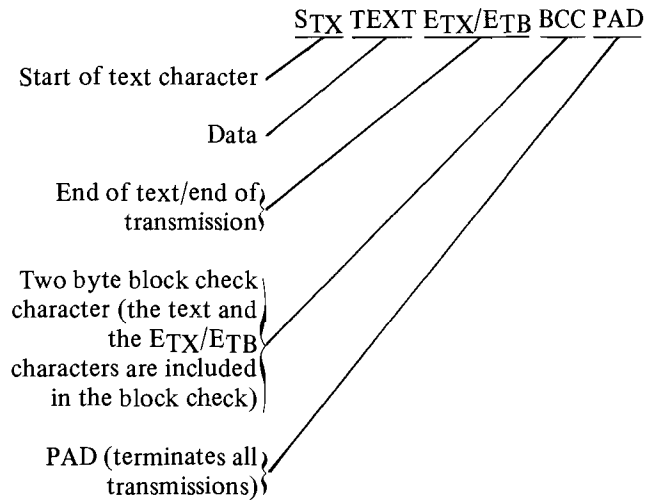 STX TEXT ETX/ETB BCC PAD
Start of text character
Data
End of text/end of
transmission
Two byte block check
character (the text and
the ETX/ETB
characters are included
in the block check)
PAD (terminates all
transmissions)